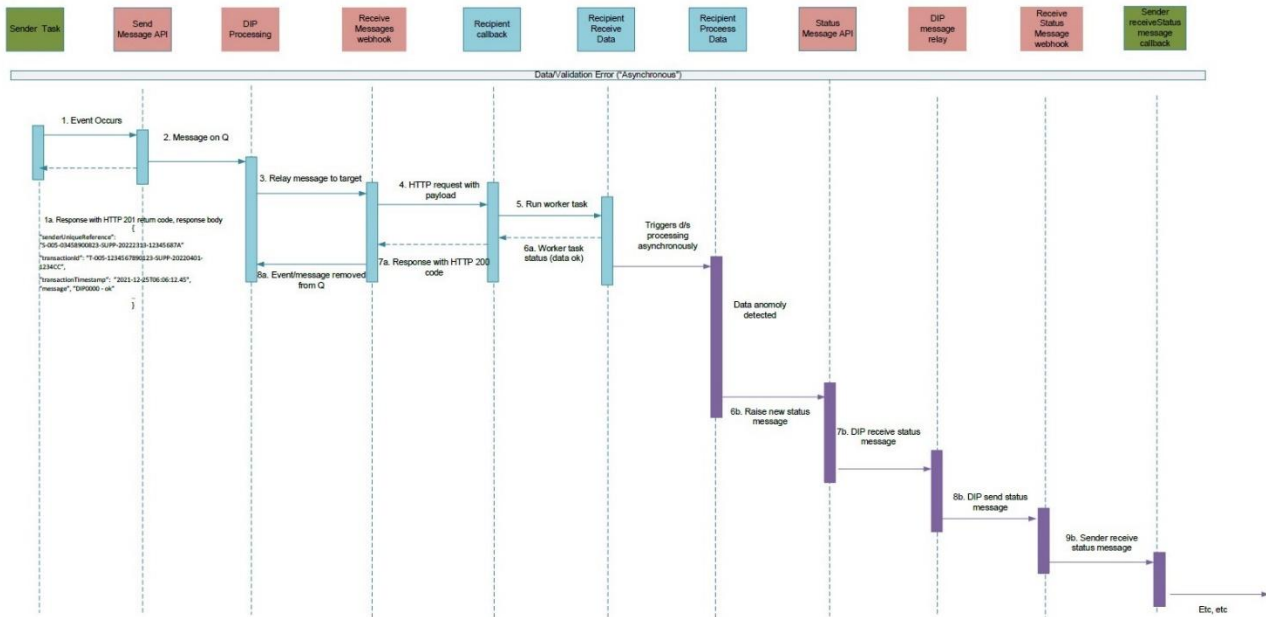 Sender Task
Send
Message API
DIP
Processing
Receive
Messages
webhook
Recipient
callback
Recipient
Receive
Data
Recipient
Proceess
Data
Status
Message API
DIP
message
relay
Receive
Status
Message
webhook
Sender
receiveStatus
message
callback
Data/Validation Error ("Asynchronous")
1. Event Occurs
2. Message on Q
3. Relay message to target
4. HTTP request with
payload
5. Run worker task
Triggers d/s
processing
asynchronously
1a. Response with HTTP 201 return code, response body
{
"senderUniqueReference":
"S-005-03458900823-SUPP-20222313-12345687A"
"transactionId": "T-005-1234567890123-SUPP-20220401-
1234CC",
"transactionTimestamp": "2021-12-25T06:06:12.45",
"message", "DIP0000 - ok"
..
}
6a. Worker task
status (data ok)
7a. Response with HTTP 200
code
8a. Event/message removed
from Q
Data anomoly
detected
6b. Raise new status
message
7b. DIP receive status
message
8b. DIP send status
message
9b. Sender receive
status message
Etc, etc